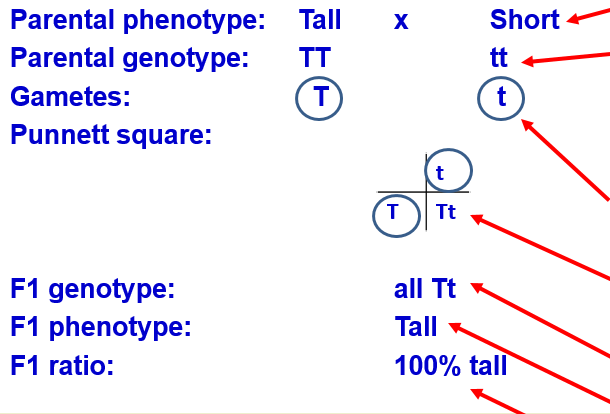 Parental phenotype: Tall x Short
Parental genotype: TT tt
Gametes: T t
Punnett square:
t
T Tt
F1 genotype: all Tt
F1 phenotype: Tall
F1 ratio: 100% tall